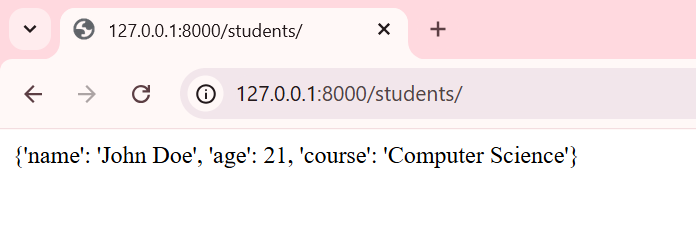 127.0.0.1:8000/students/
127.0.0.1:8000/students/
{'name': 'John Doe', 'age': 21, 'course': 'Computer Science'}